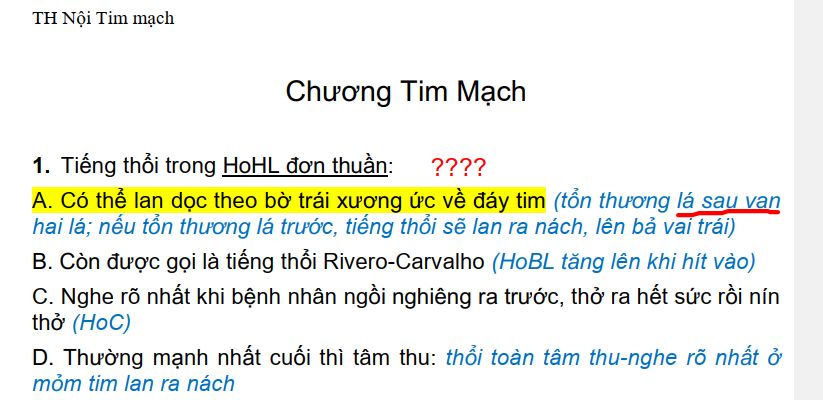 TH Nội Tim mạch
Chương Tim Mạch
1. Tiếng thổi trong HoHL đơn thuần: ????
A. Có thể lan dọc theo bờ trái xương ức về đáy tim (tổn thương lá sau van
hai lá; nếu tổn thương lá trước, tiếng thổi sẽ lan ra nách, lên bả vai trái)
B. Còn được gọi là tiếng thổi Rivero-Carvalho (HoBL tăng lên khi hít vào)
C. Nghe rõ nhất khi bệnh nhân ngồi nghiêng ra trước, thở ra hết sức rồi nín
thở (HoC)
D. Thường mạnh nhất cuối thì tâm thu: thổi toàn tâm thu-nghe rõ nhất ở
mỏm tim lan ra nách